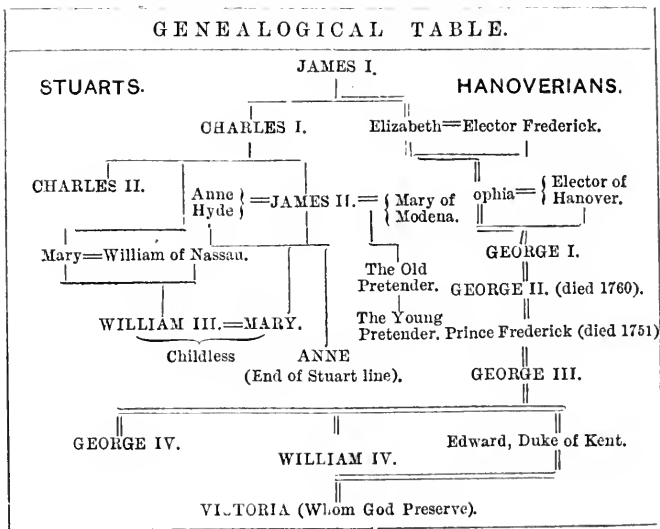 GENEALOGICAL TABLE.
JAMES I.
STUARTS.
HANOVERIANS.
CHARLES I.
Elizabeth=Elector Frederick.
CHARLES II.
Anne
Hyde
=JAMES II.=
Mary of
Modena.
ophia=
Elector of
Hanover.
Mary=William of Nassau.
GEORGE I.
The Old
Pretender.
GEORGE II. (died 1760).
WILLIAM III.=MARY.
The Young
Pretender.
Prince Frederick (died 1751)
Childless
ANNE
(End of Stuart line).
GEORGE III.
GEORGE IV.
WILLIAM IV.
Edward, Duke of Kent.
VICTORIA (Whom God Preserve).